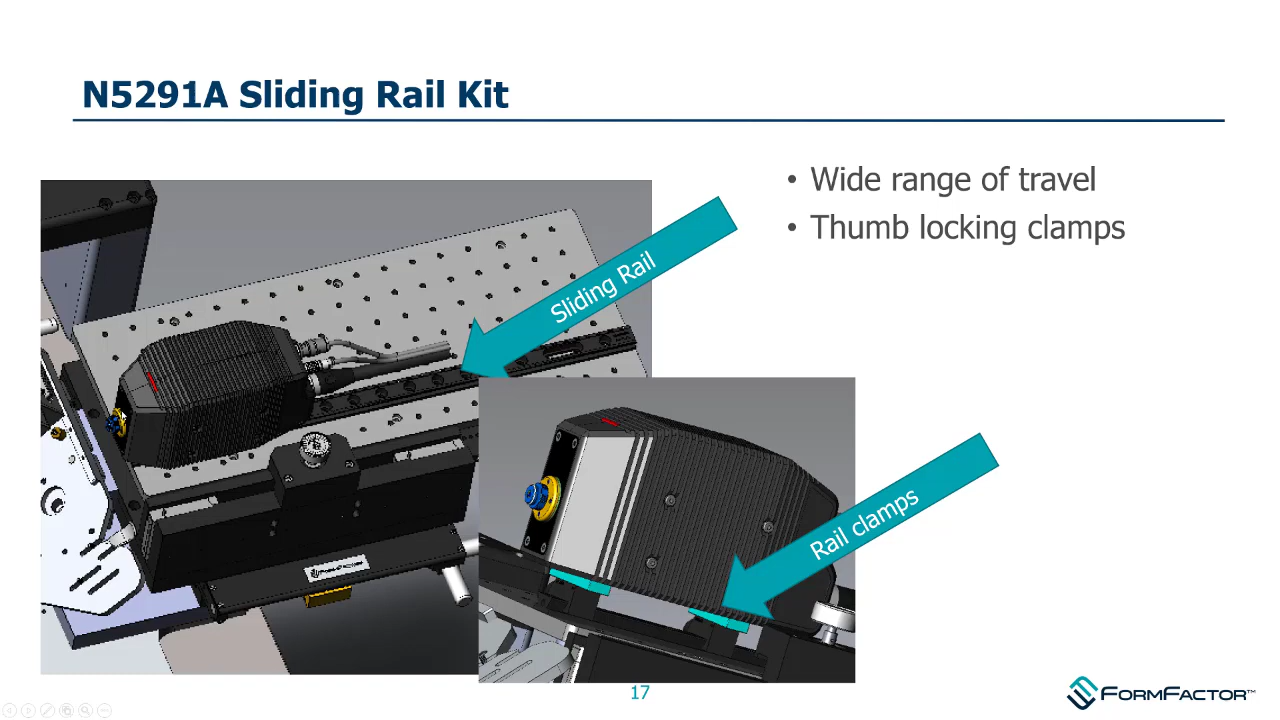 N5291A Sliding Rail Kit
• Wide range of travel
• Thumb locking clamps
Sliding Rail
Rail clamps
17
FORMFACTOR™